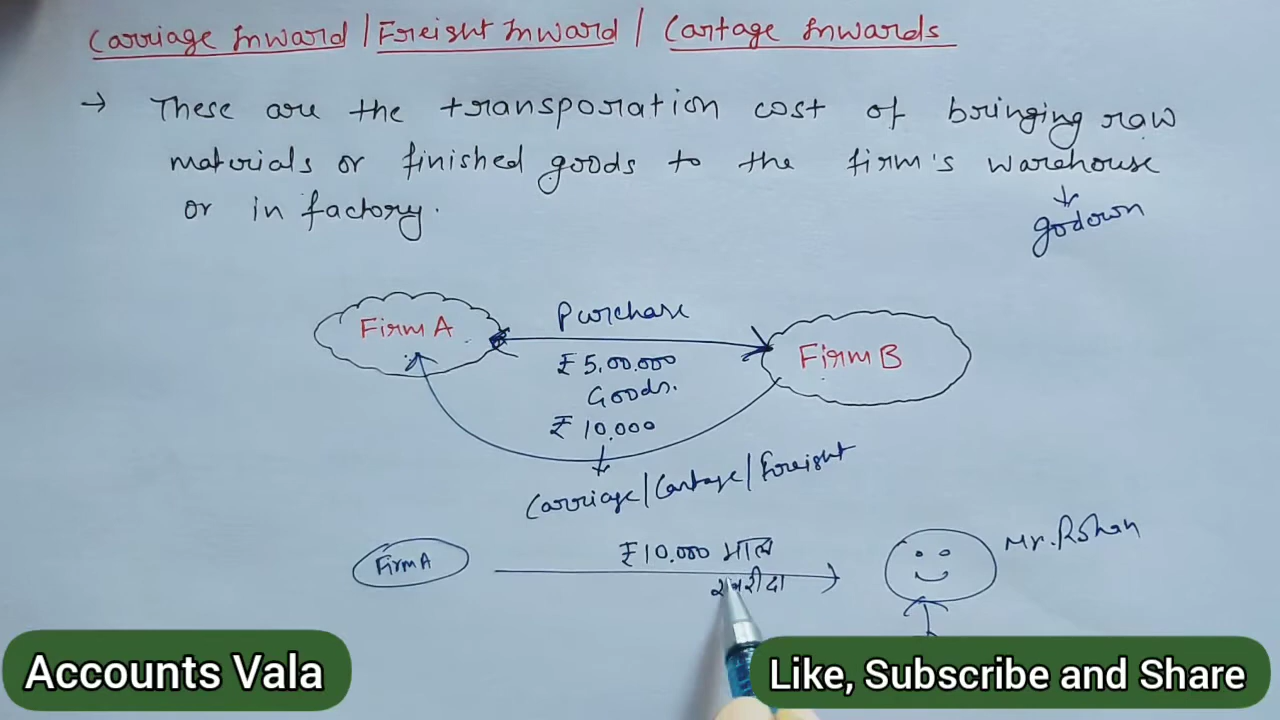 Carriage Inward / Freight Inward / Cartage Inwards
→ These are the transporation cost of bringing raw
materials or finished goods to the firm's warehouse
or in factory.
godown
Firm A
Purchase
Firm B
₹ 5,00,000
Goods.
₹ 10,000
Carriage/Cartage/Freight
Firm A
₹10,000 माल
खरीदा
Mr.
Accounts Vala
Like, Subscribe and Share